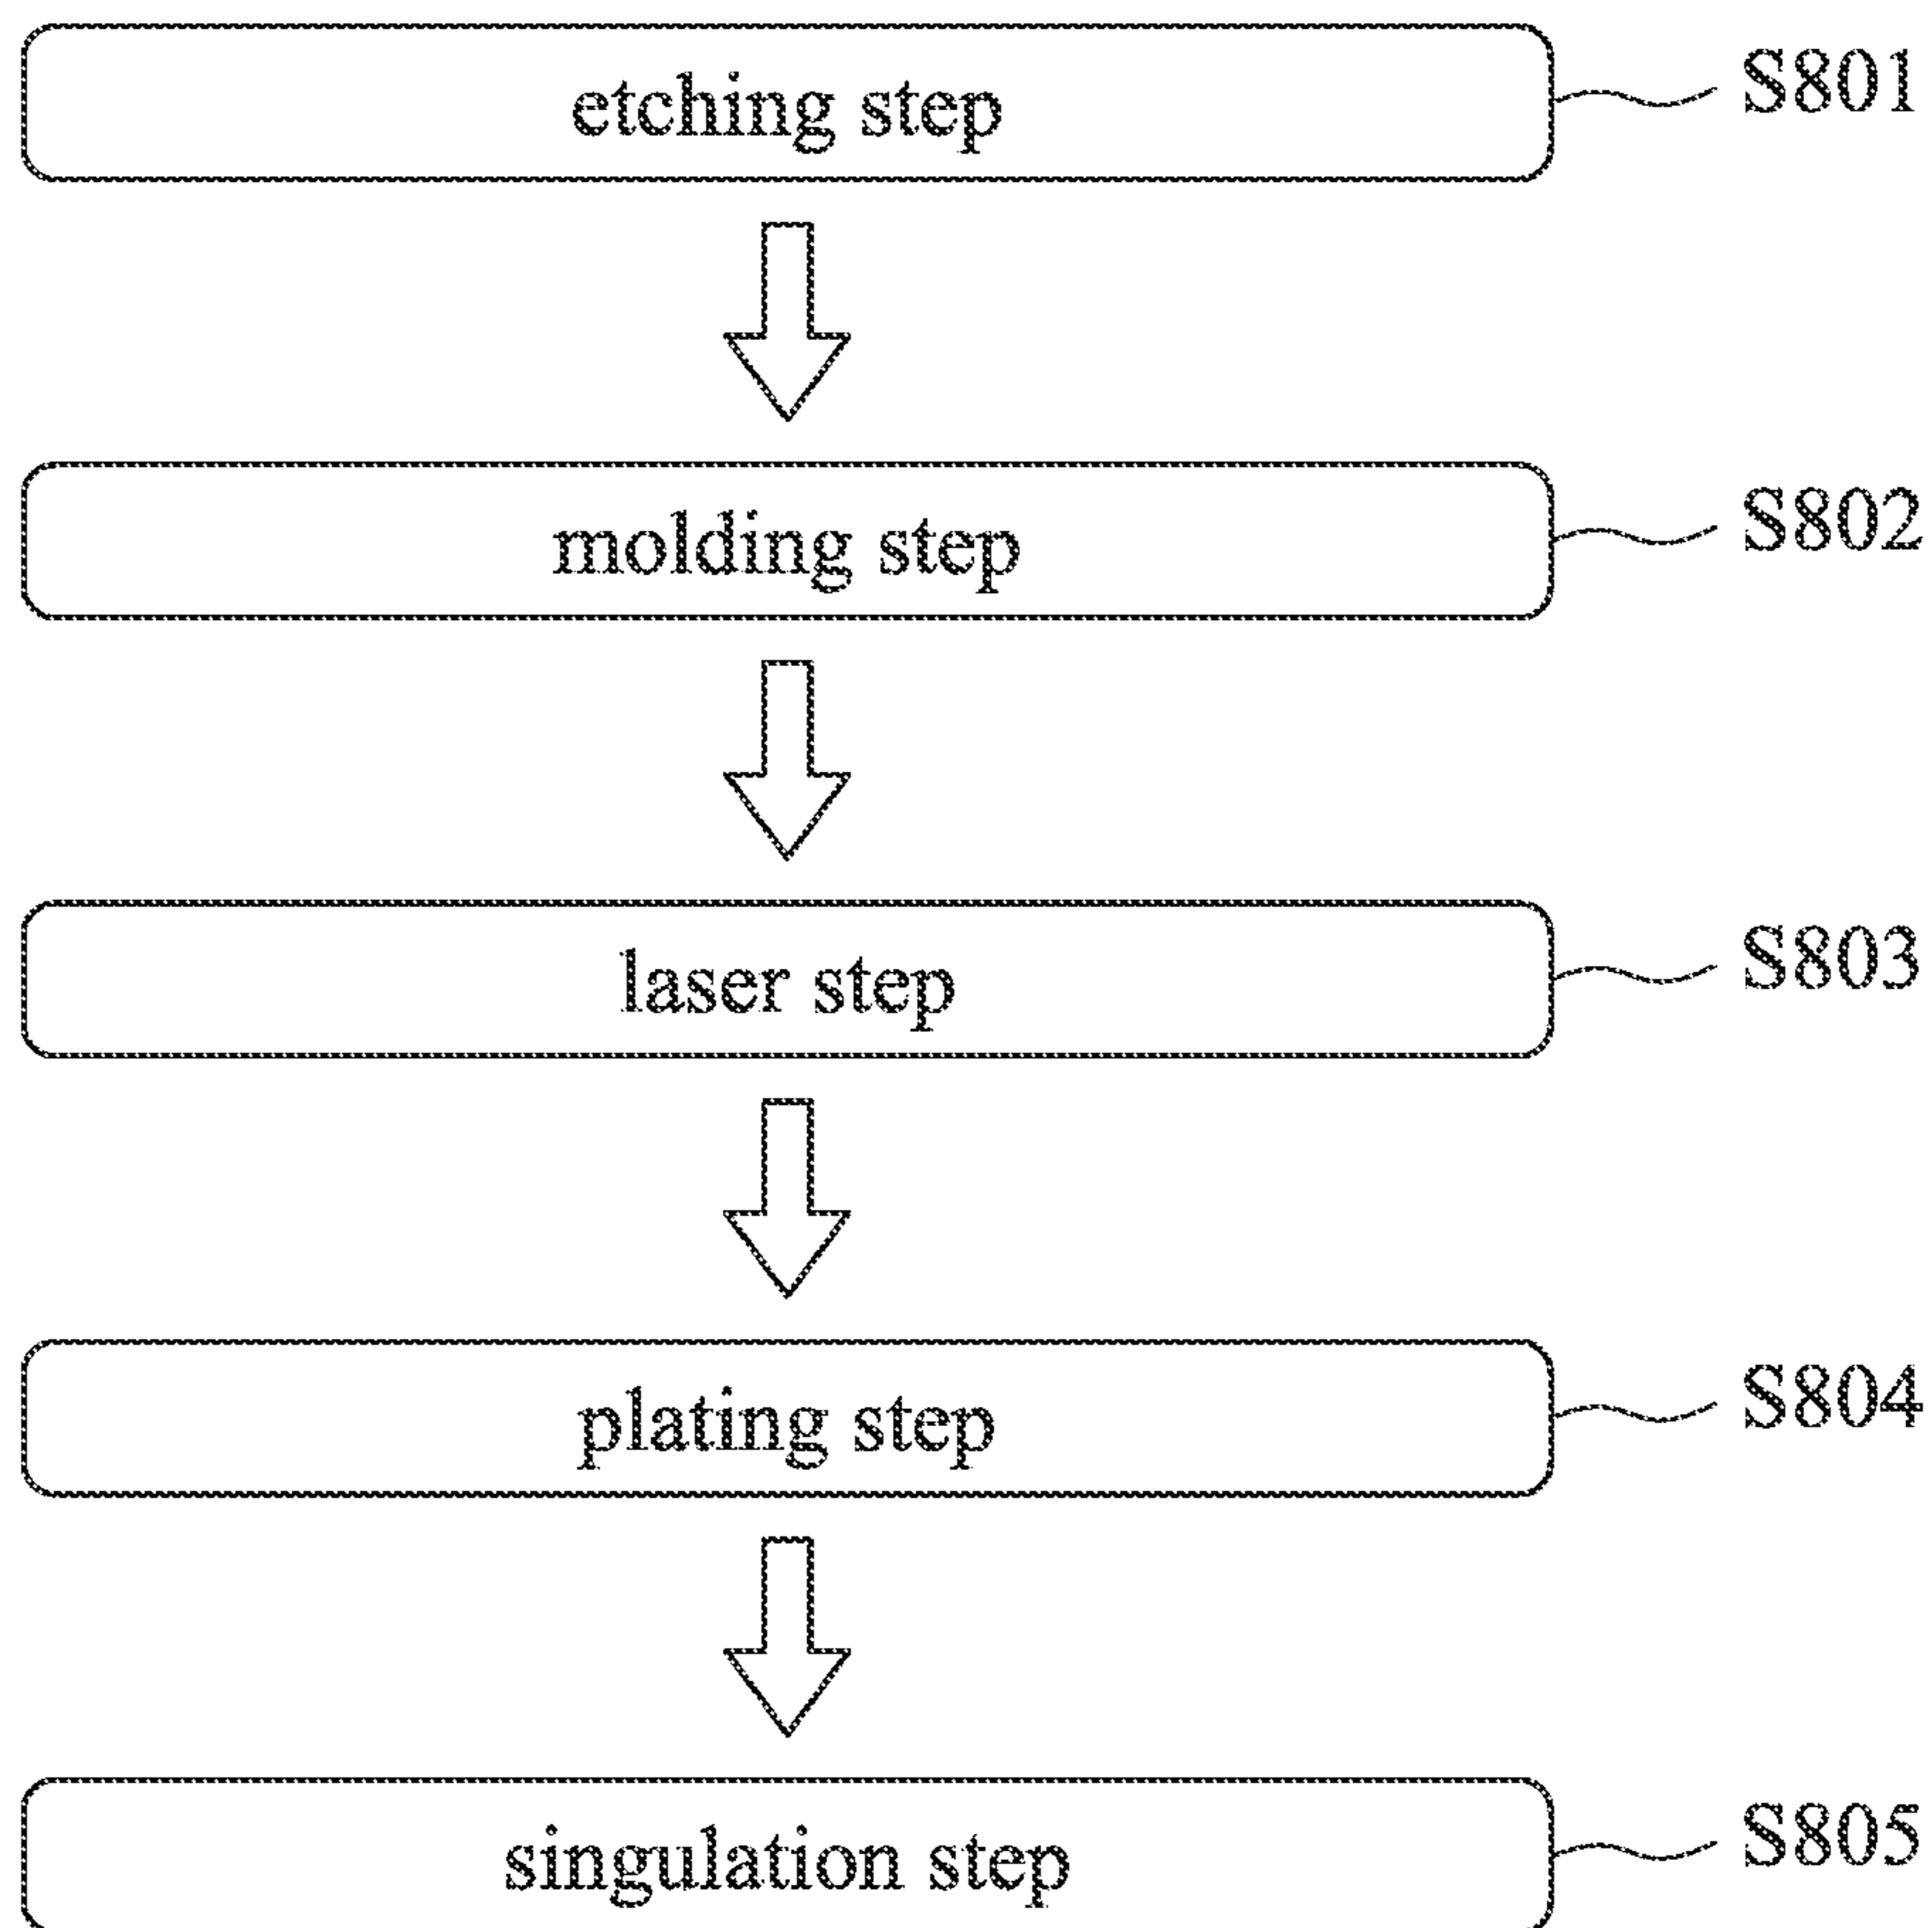 etching step S801
molding step S802
laser step S803
plating step S804
singulation step S805